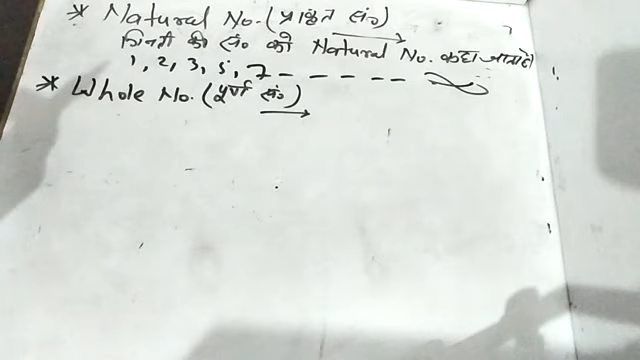 * Natural No. (प्राकृत सं०)
गिनती की सं० को Natural No. कहा जाता है
1, 2, 3, 5, 7 - - - - - ∞
* Whole No. (पूर्ण सं०)